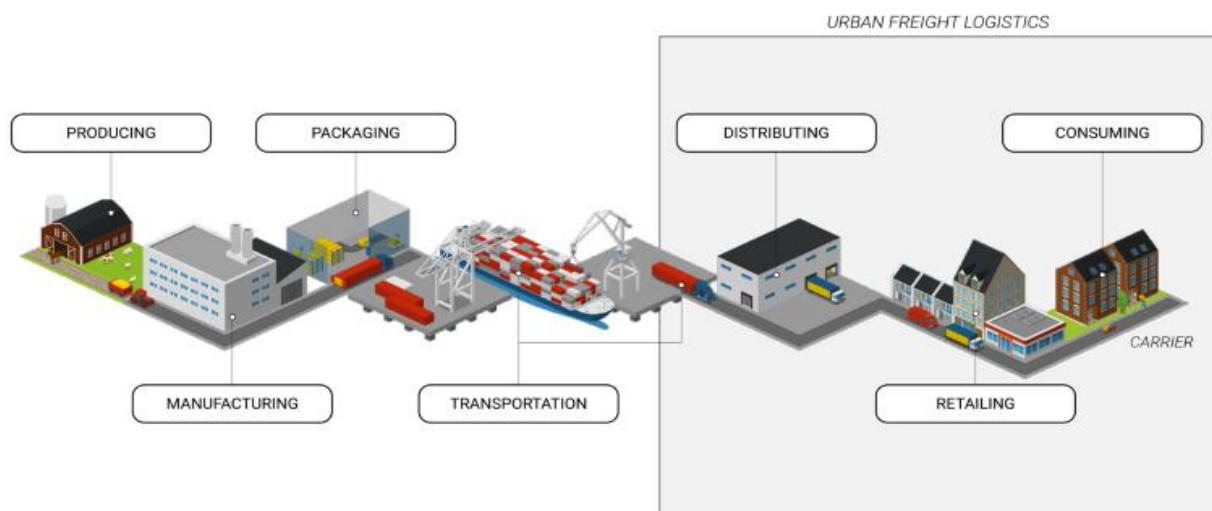 URBAN FREIGHT LOGISTICS
PRODUCING
PACKAGING
DISTRIBUTING
CONSUMING
CARRIER
MANUFACTURING
TRANSPORTATION
RETAILING